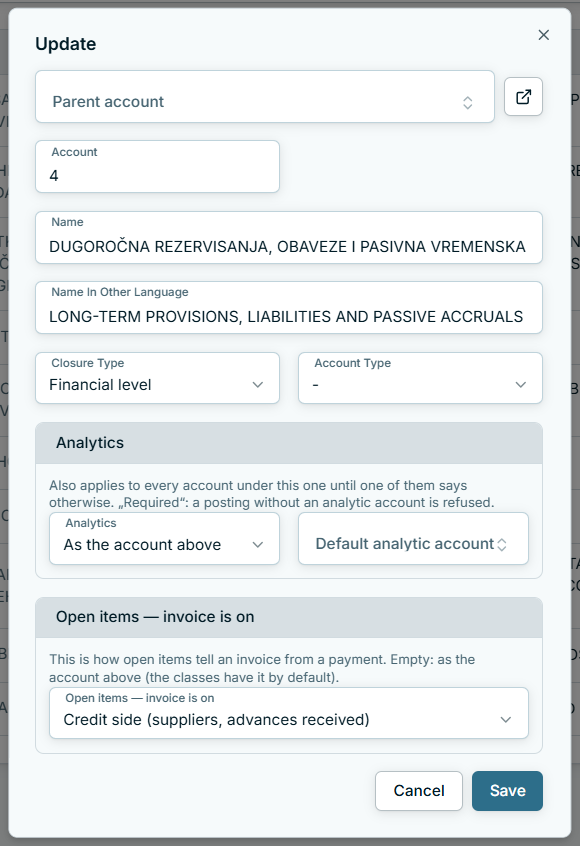 Update
Parent account
Account
4
Name
DUGOROČNA REZERVISANJA, OBAVEZE I PASIVNA VREMENSKA
Name In Other Language
LONG-TERM PROVISIONS, LIABILITIES AND PASSIVE ACCRUALS
Closure Type
Financial level
Account Type
-
Analytics
Also applies to every account under this one until one of them says
otherwise. „Required“: a posting without an analytic account is refused.
Analytics
As the account above
Default analytic account
Open items — invoice is on
This is how open items tell an invoice from a payment. Empty: as the
account above (the classes have it by default).
Open items — invoice is on
Credit side (suppliers, advances received)
Cancel
Save